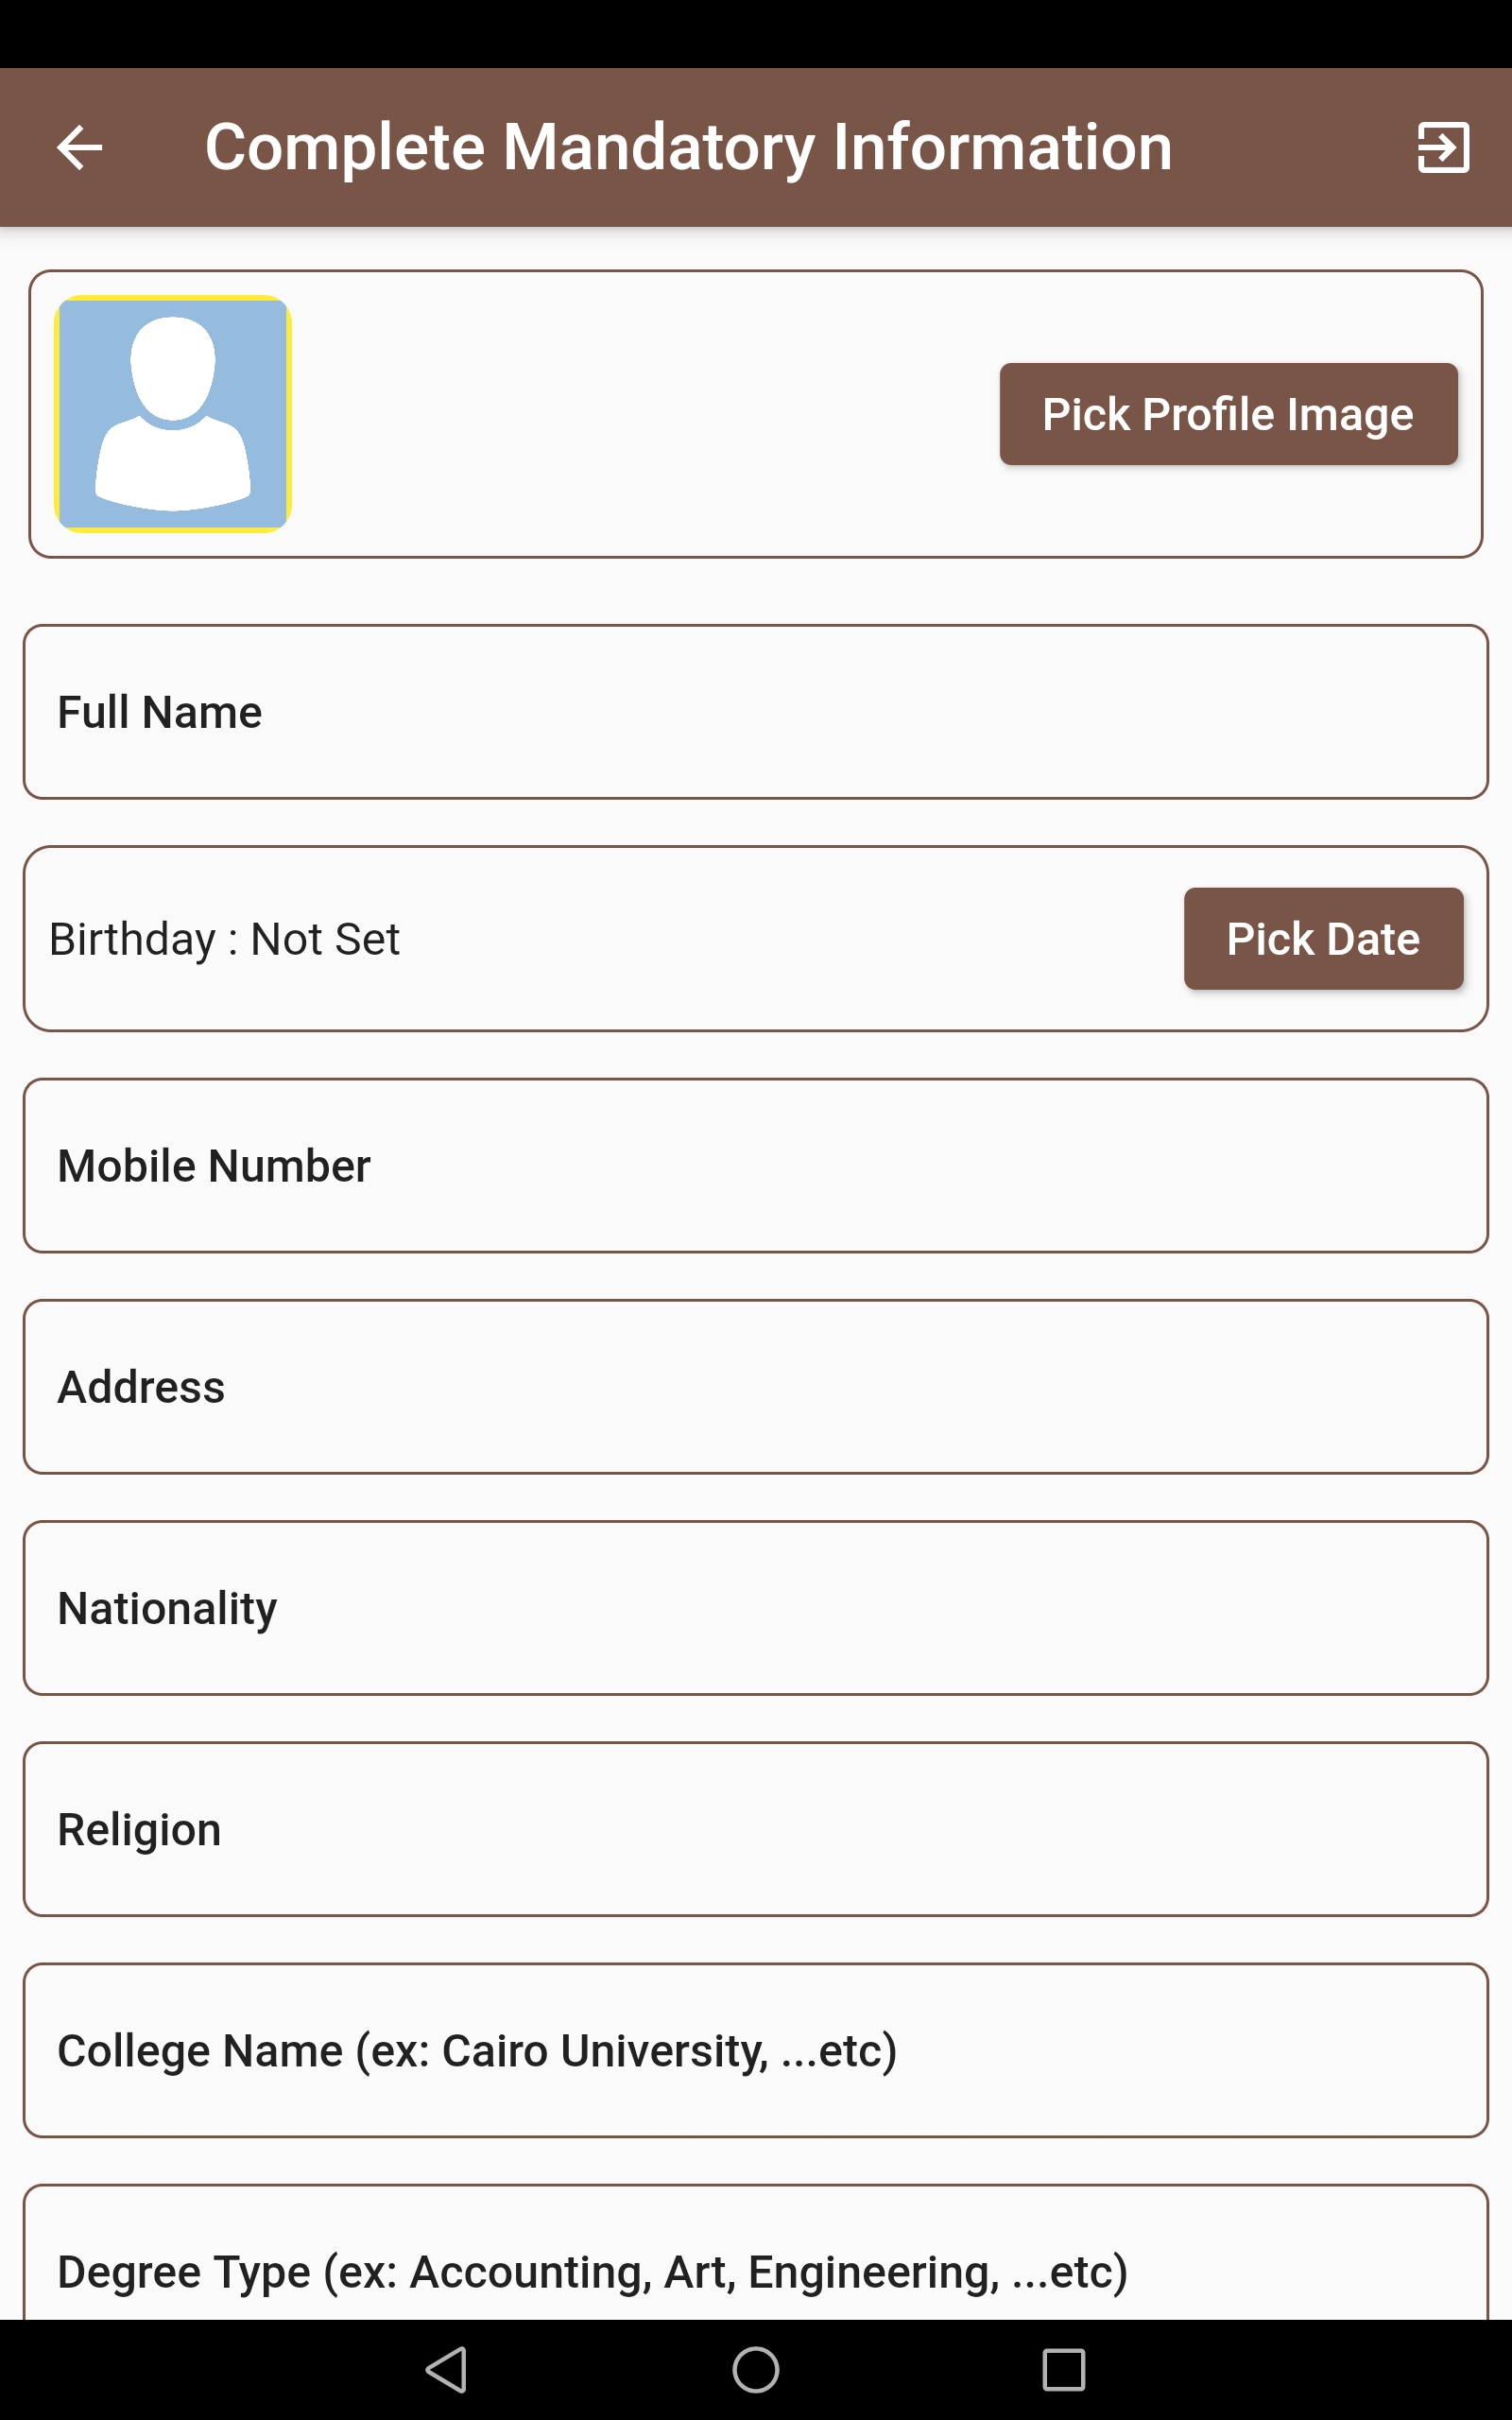 Complete Mandatory Information
Pick Profile Image
Full Name
Birthday : Not Set
Pick Date
Mobile Number
Address
Nationality
Religion
College Name (ex: Cairo University, ...etc)
Degree Type (ex: Accounting, Art, Engineering, ...etc)